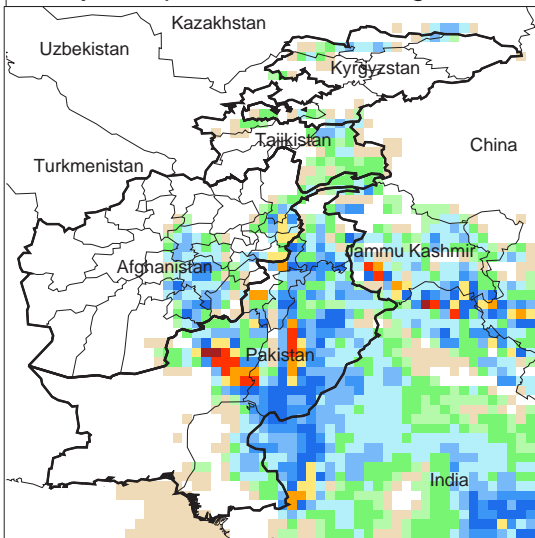 Kazakhstan
Uzbekistan
Kyrgyzstan
Tajikistan
China
Turkmenistan
Jammu Kashmir
Afghanistan
Pakistan
India